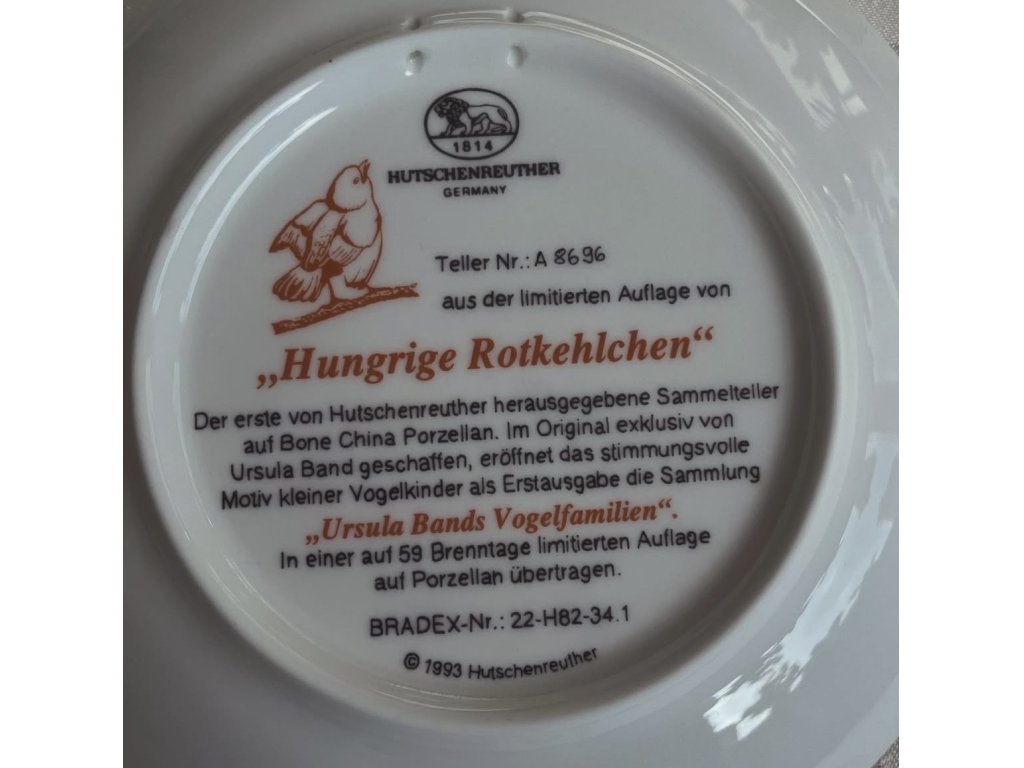 1814
HUTSCHENREUTHER
GERMANY
Teller Nr.: A 8696
aus der limitierten Auflage von
„Hungrige Rotkehlchen“
Der erste von Hutschenreuther herausgegebene Sammelteller
auf Bone China Porzellan. Im Original exklusiv von
Ursula Band geschaffen, eröffnet das stimmungsvolle
Motiv kleiner Vogelkinder als Erstausgabe die Sammlung
„Ursula Bands Vogelfamilien“.
In einer auf 59 Brenntage limitierten Auflage
auf Porzellan übertragen.
BRADEX-Nr.: 22-H82-34.1
© 1993 Hutschenreuther